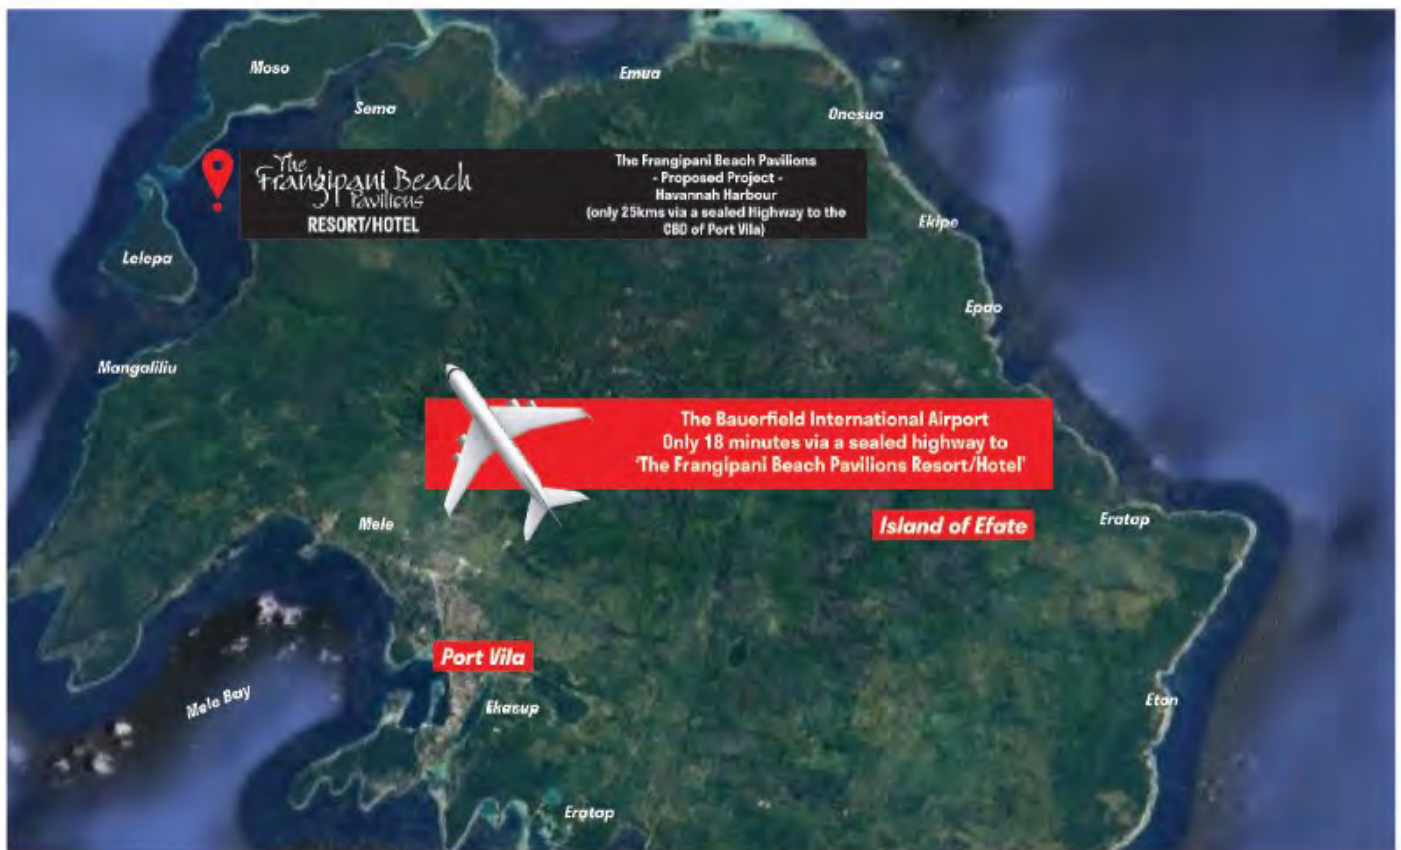 Moso
Emua
Sema
Onesua
The
Frangipani Beach
Pavilions
RESORT/HOTEL
The Frangipani Beach Pavilions
- Proposed Project -
Havannah Harbour
(only 25kms via a sealed Highway to the
CBD of Port Vila)
Ekipe
Lelepa
Epao
Mangaliliu
The Bauerfield International Airport
Only 18 minutes via a sealed highway to
'The Frangipani Beach Pavilions Resort/Hotel'
Mele
Island of Efate
Eratap
Port Vila
Mele Bay
Ekasup
Eton
Eratap